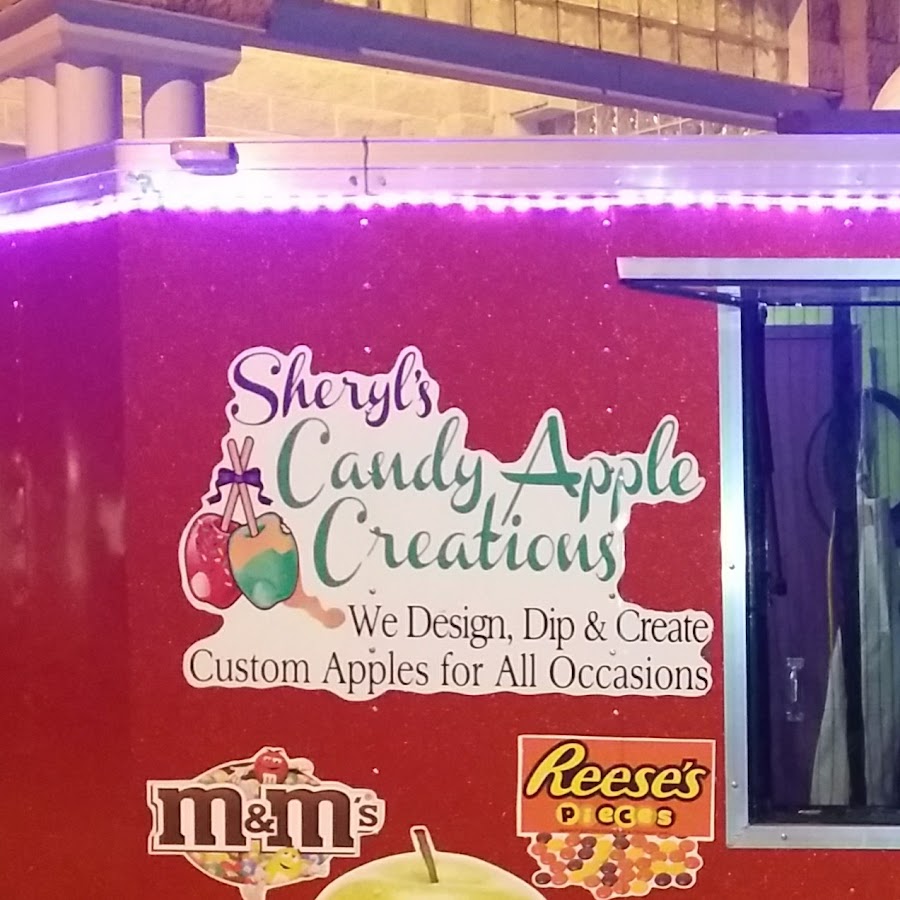 Sheryl's
Candy Apple
Creations
We Design, Dip & Create
Custom Apples for All Occasions
m&m's
Reese's
PIECES